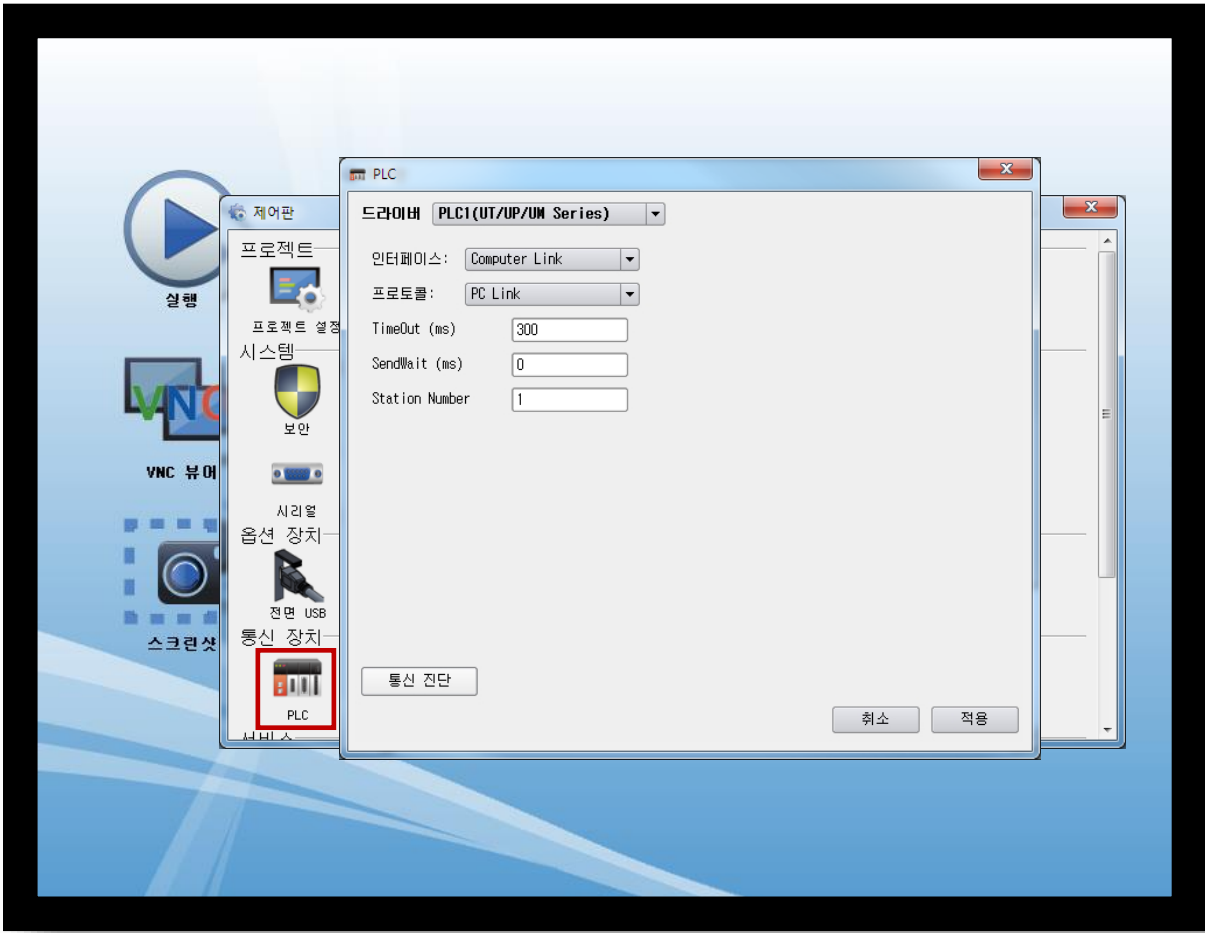 실행
VNC 뷰어
스크린샷
제어판
프로젝트
프로젝트 설정
시스템
보안
시리얼
옵션 장치
전면 USB
통신 장치
PLC
서비스
PLC
드라이버 PLC1(UT/UP/UM Series)
인터페이스: Computer Link
프로토콜: PC Link
TimeOut (ms) 300
SendWait (ms) 0
Station Number 1
통신 진단
취소 적용